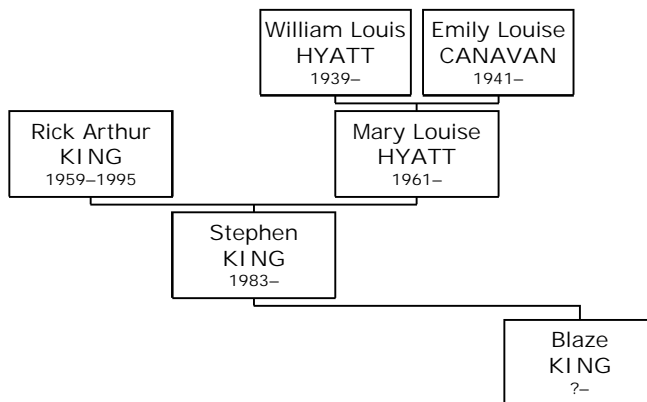 William Louis
HYATT
1939–
Emily Louise
CANAVAN
1941–
Rick Arthur
KING
1959–1995
Mary Louise
HYATT
1961–
Stephen
KING
1983–
Blaze
KING
?–